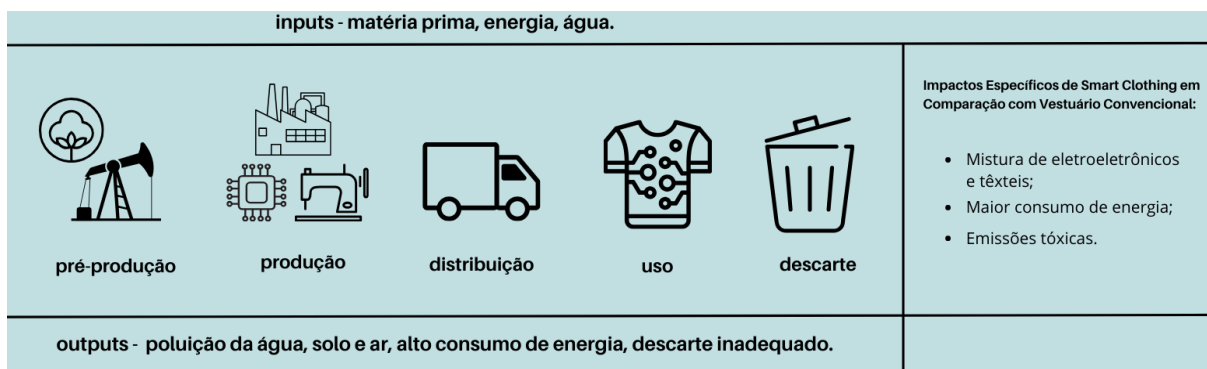 inputs - matéria prima, energia, água.
pré-produção
produção
distribuição
uso
descarte
Impactos Específicos de Smart Clothing em
Comparação com Vestuário Convencional:
• Mistura de eletroeletrônicos
e têxteis;
• Maior consumo de energia;
• Emissões tóxicas.
outputs - poluição da água, solo e ar, alto consumo de energia, descarte inadequado.